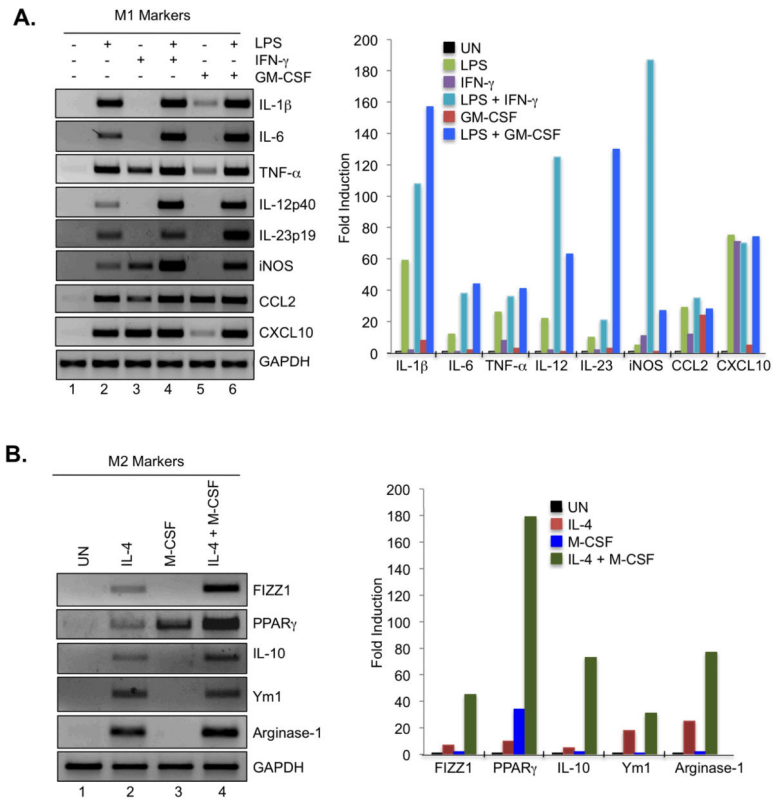 A.
M1 Markers
- + - + - + LPS
- - + + - - IFN-γ
- - - - + + GM-CSF
IL-1β
IL-6
TNF-α
IL-12p40
IL-23p19
iNOS
CCL2
CXCL10
GAPDH
1 2 3 4 5 6
Fold Induction
200
180
160
140
120
100
80
60
40
20
0
UN
LPS
IFN-γ
LPS + IFN-γ
GM-CSF
LPS + GM-CSF
IL-1β IL-6 TNF-α IL-12 IL-23 iNOS CCL2 CXCL10
B.
M2 Markers
UN
IL-4
M-CSF
IL-4 + M-CSF
FIZZ1
PPARγ
IL-10
Ym1
Arginase-1
GAPDH
1 2 3 4
Fold Induction
200
180
160
140
120
100
80
60
40
20
0
UN
IL-4
M-CSF
IL-4 + M-CSF
FIZZ1 PPARγ IL-10 Ym1 Arginase-1